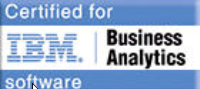 Certified for
IBM.
Business
Analytics
software